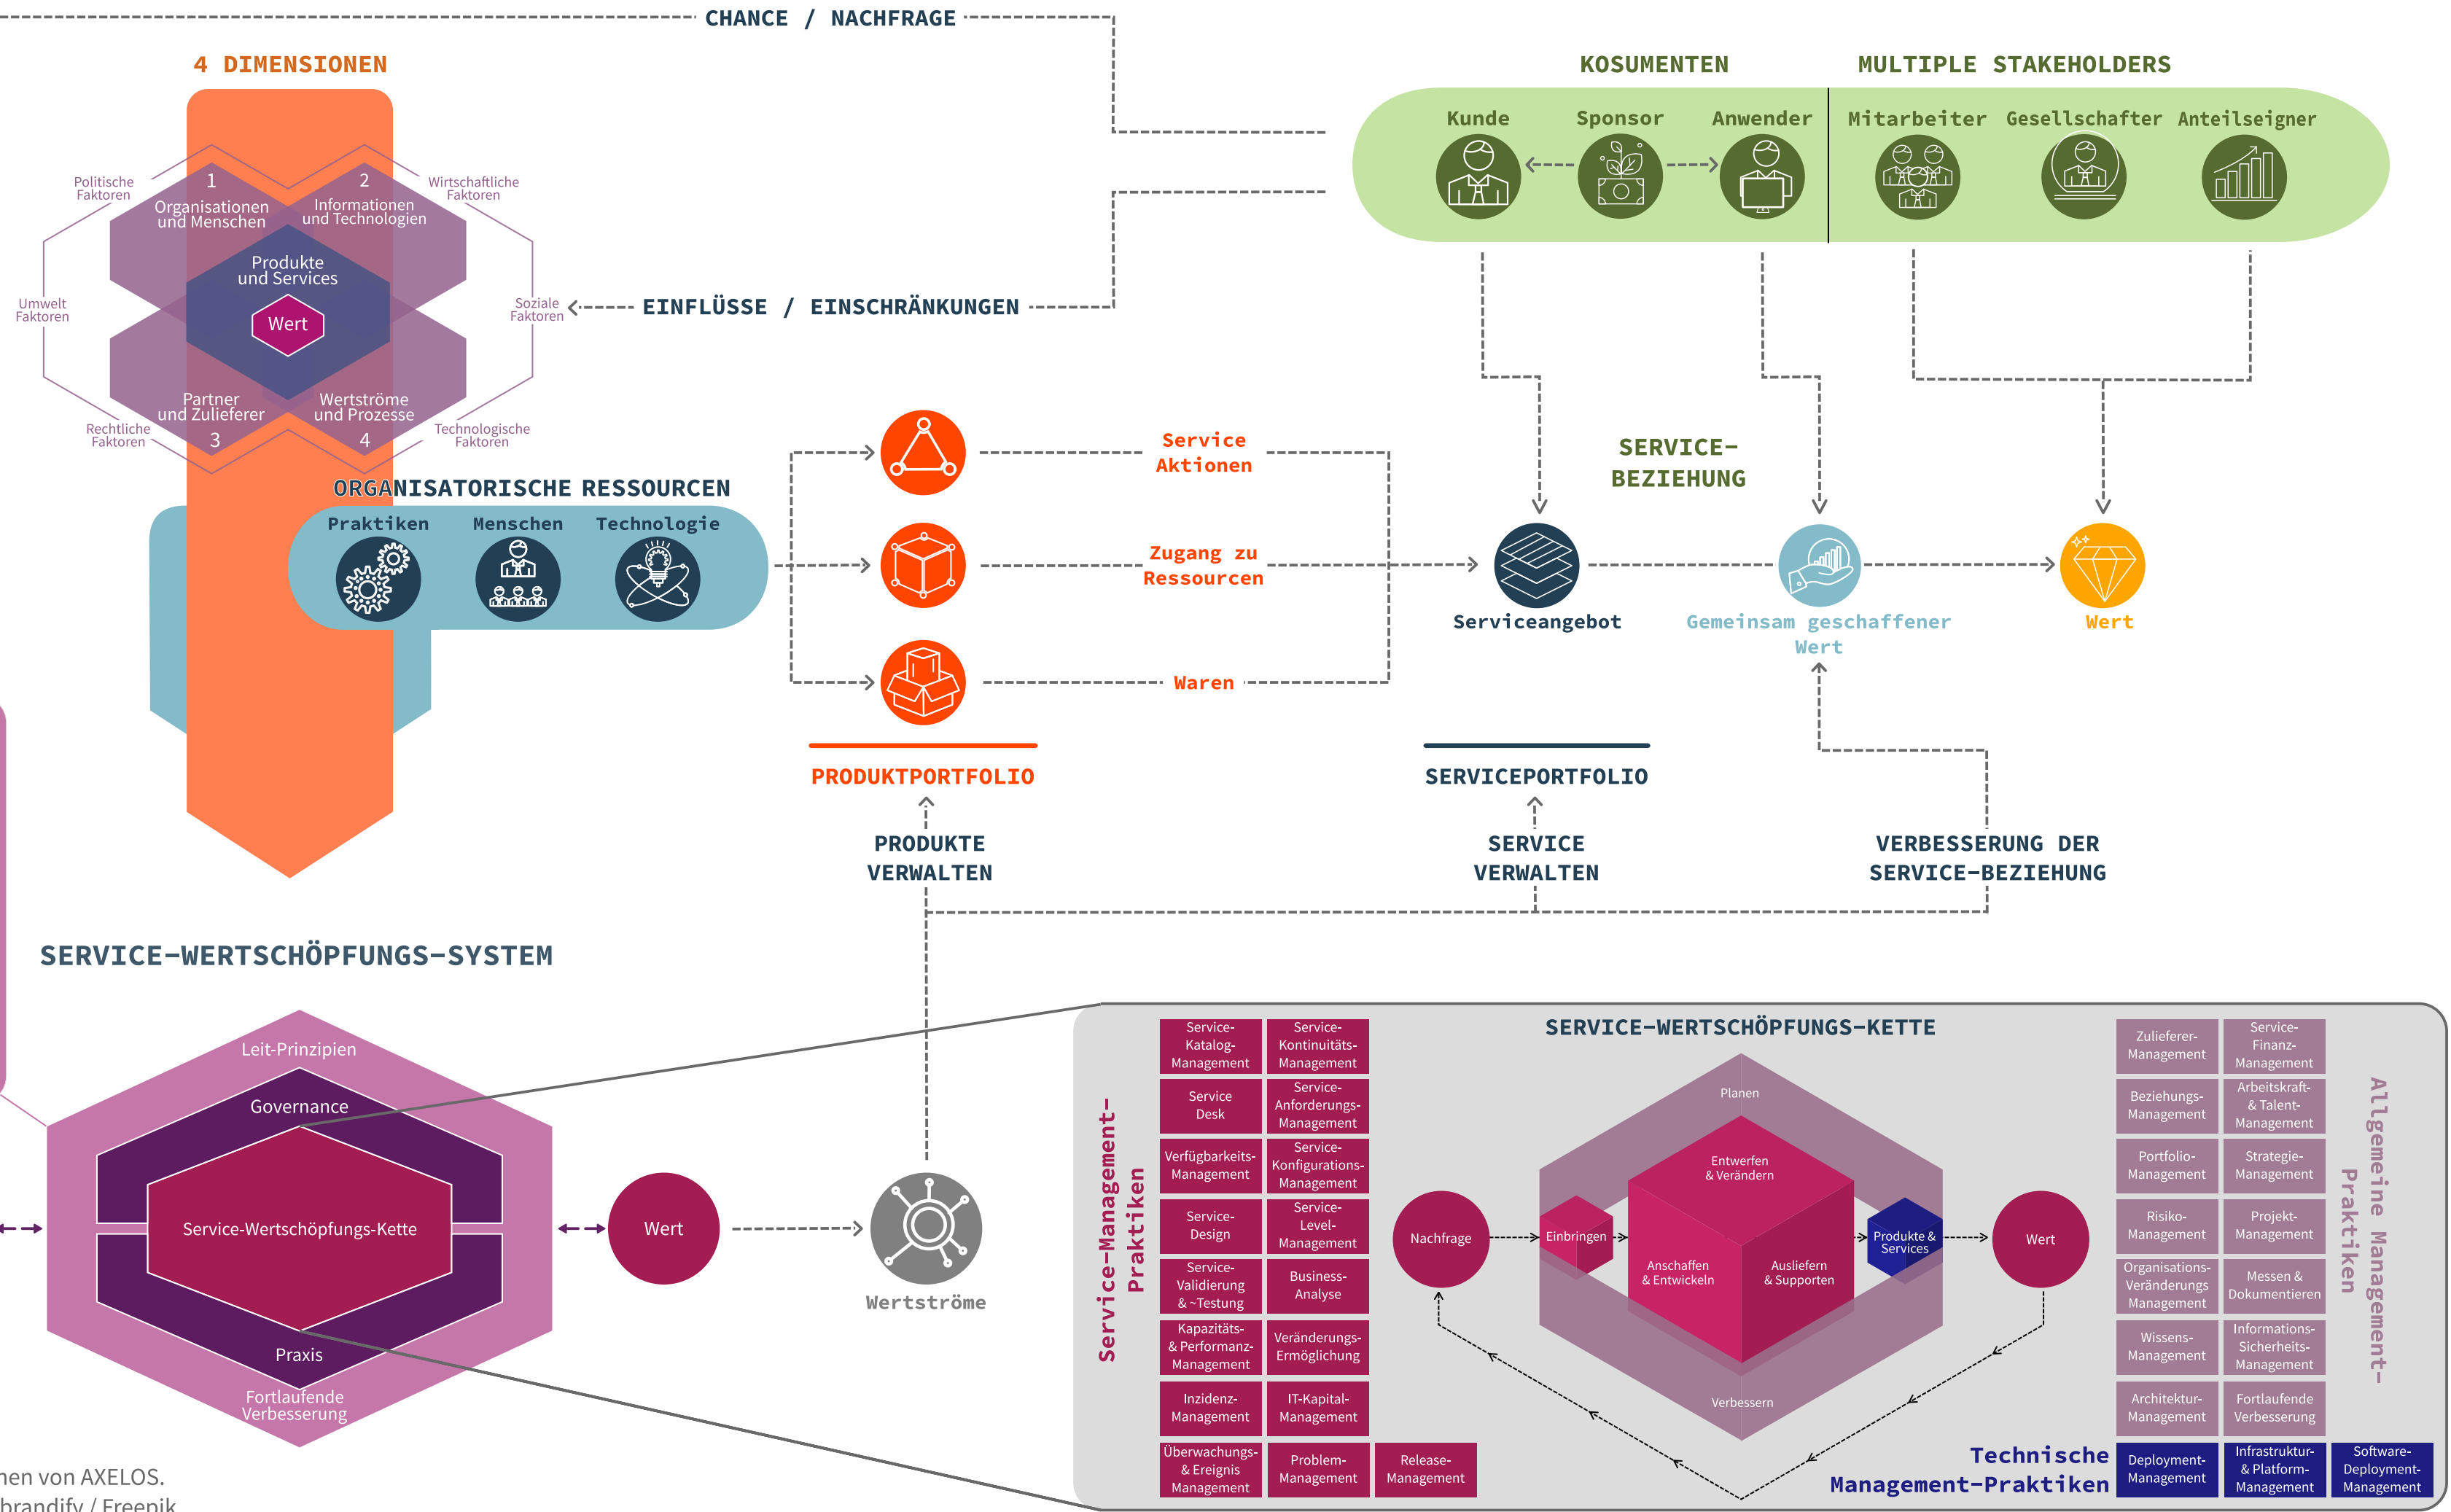 CHANCE / NACHFRAGE
4 DIMENSIONEN
Politische
Faktoren
1
Organisationen
und Menschen
2
Informationen
und Technologien
Wirtschaftliche
Faktoren
Produkte
und Services
Wert
Umwelt
Faktoren
Soziale
Faktoren
Partner
und Zulieferer
3
Wertströme
und Prozesse
4
Rechtliche
Faktoren
Technologische
Faktoren
EINFLÜSSE / EINSCHRÄNKUNGEN
KOSUMENTEN
MULTIPLE STAKEHOLDERS
Kunde
Sponsor
Anwender
Mitarbeiter
Gesellschafter
Anteilseigner
ORGANISATORISCHE RESSOURCEN
Praktiken
Menschen
Technologie
Service
Aktionen
Zugang zu
Ressourcen
Waren
SERVICE-
BEZIEHUNG
Serviceangebot
Gemeinsam geschaffener
Wert
Wert
PRODUKTPORTFOLIO
SERVICEPORTFOLIO
PRODUKTE
VERWALTEN
SERVICE
VERWALTEN
VERBESSERUNG DER
SERVICE-BEZIEHUNG
SERVICE-WERTSCHÖPFUNGS-SYSTEM
Leit-Prinzipien
Governance
Service-Wertschöpfungs-Kette
Praxis
Fortlaufende
Verbesserung
Wert
Wertströme
SERVICE-WERTSCHÖPFUNGS-KETTE
Service-Management-
Praktiken
Service-
Katalog-
Management
Service-
Kontinuitäts-
Management
Service
Desk
Service-
Anforderungs-
Management
Verfügbarkeits-
Management
Service-
Konfigurations-
Management
Service-
Design
Service-
Level-
Management
Service-
Validierung
& ~Testung
Business-
Analyse
Kapazitäts-
& Performanz-
Management
Veränderungs-
Ermöglichung
Inzidenz-
Management
IT-Kapital-
Management
Überwachungs-
& Ereignis
Management
Problem-
Management
Release-
Management
Planen
Entwerfen
& Verändern
Nachfrage
Einbringen
Anschaffen
& Entwickeln
Ausliefern
& Supporten
Produkte &
Services
Wert
Verbessern
Zulieferer-
Management
Service-
Finanz-
Management
Beziehungs-
Management
Arbeitskraft-
& Talent-
Management
Portfolio-
Management
Strategie-
Management
Risiko-
Management
Projekt-
Management
Organisations-
Veränderungs
Management
Messen &
Dokumentieren
Wissens-
Management
Informations-
Sicherheits-
Management
Architektur-
Management
Fortlaufende
Verbesserung
Allgemeine Management-
Praktiken
Technische
Management-Praktiken
Deployment-
Management
Infrastruktur-
& Platform-
Management
Software-
Deployment-
Management
von AXELOS.
brandify / Freepik